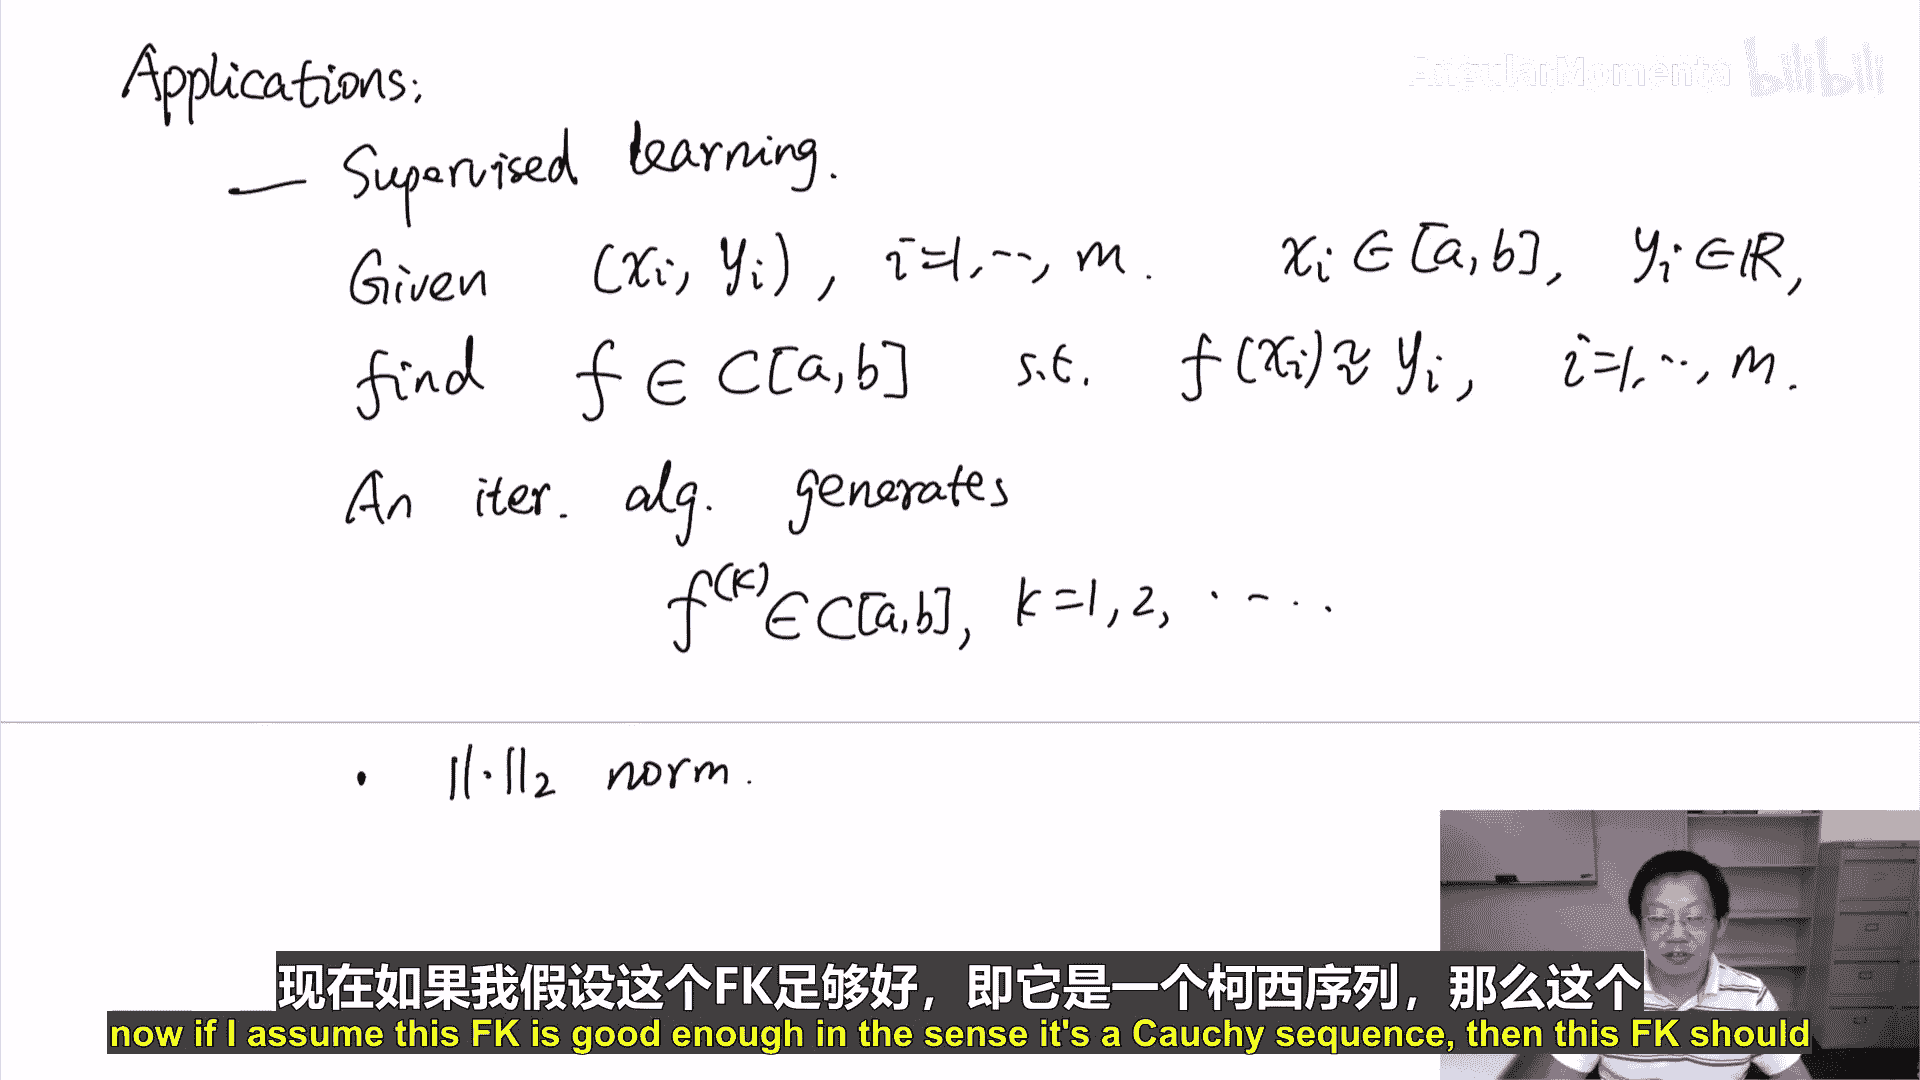 Applications:
AngularMomenta bilibili
— Supervised learning.
Given (xi, yi), i=1,···, m. xi ∈ [a,b], yi ∈ ℝ,
find f ∈ C[a,b] s.t. f(xi) ≈ yi, i=1,···, m.
An iter. alg. generates
f^(k) ∈ C[a,b], k=1,2, ····
· ‖·‖₂ norm.
现在如果我假设这个FK足够好，即它是一个柯西序列，那么这个
now if I assume this FK is good enough in the sense it's a Cauchy sequence, then this FK should